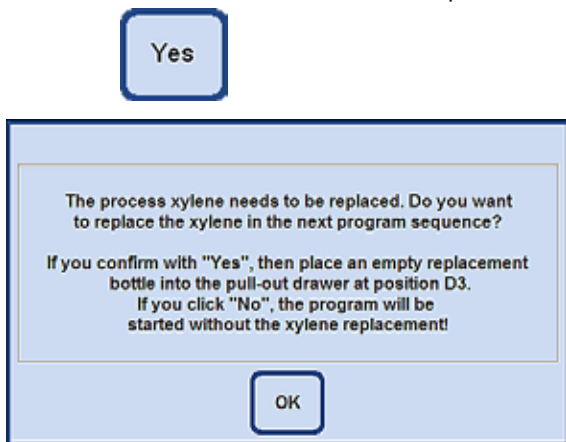 Yes
The process xylene needs to be replaced. Do you want
to replace the xylene in the next program sequence?
If you confirm with "Yes", then place an empty replacement
bottle into the pull-out drawer at position D3.
If you click "No", the program will be
started without the xylene replacement!
OK